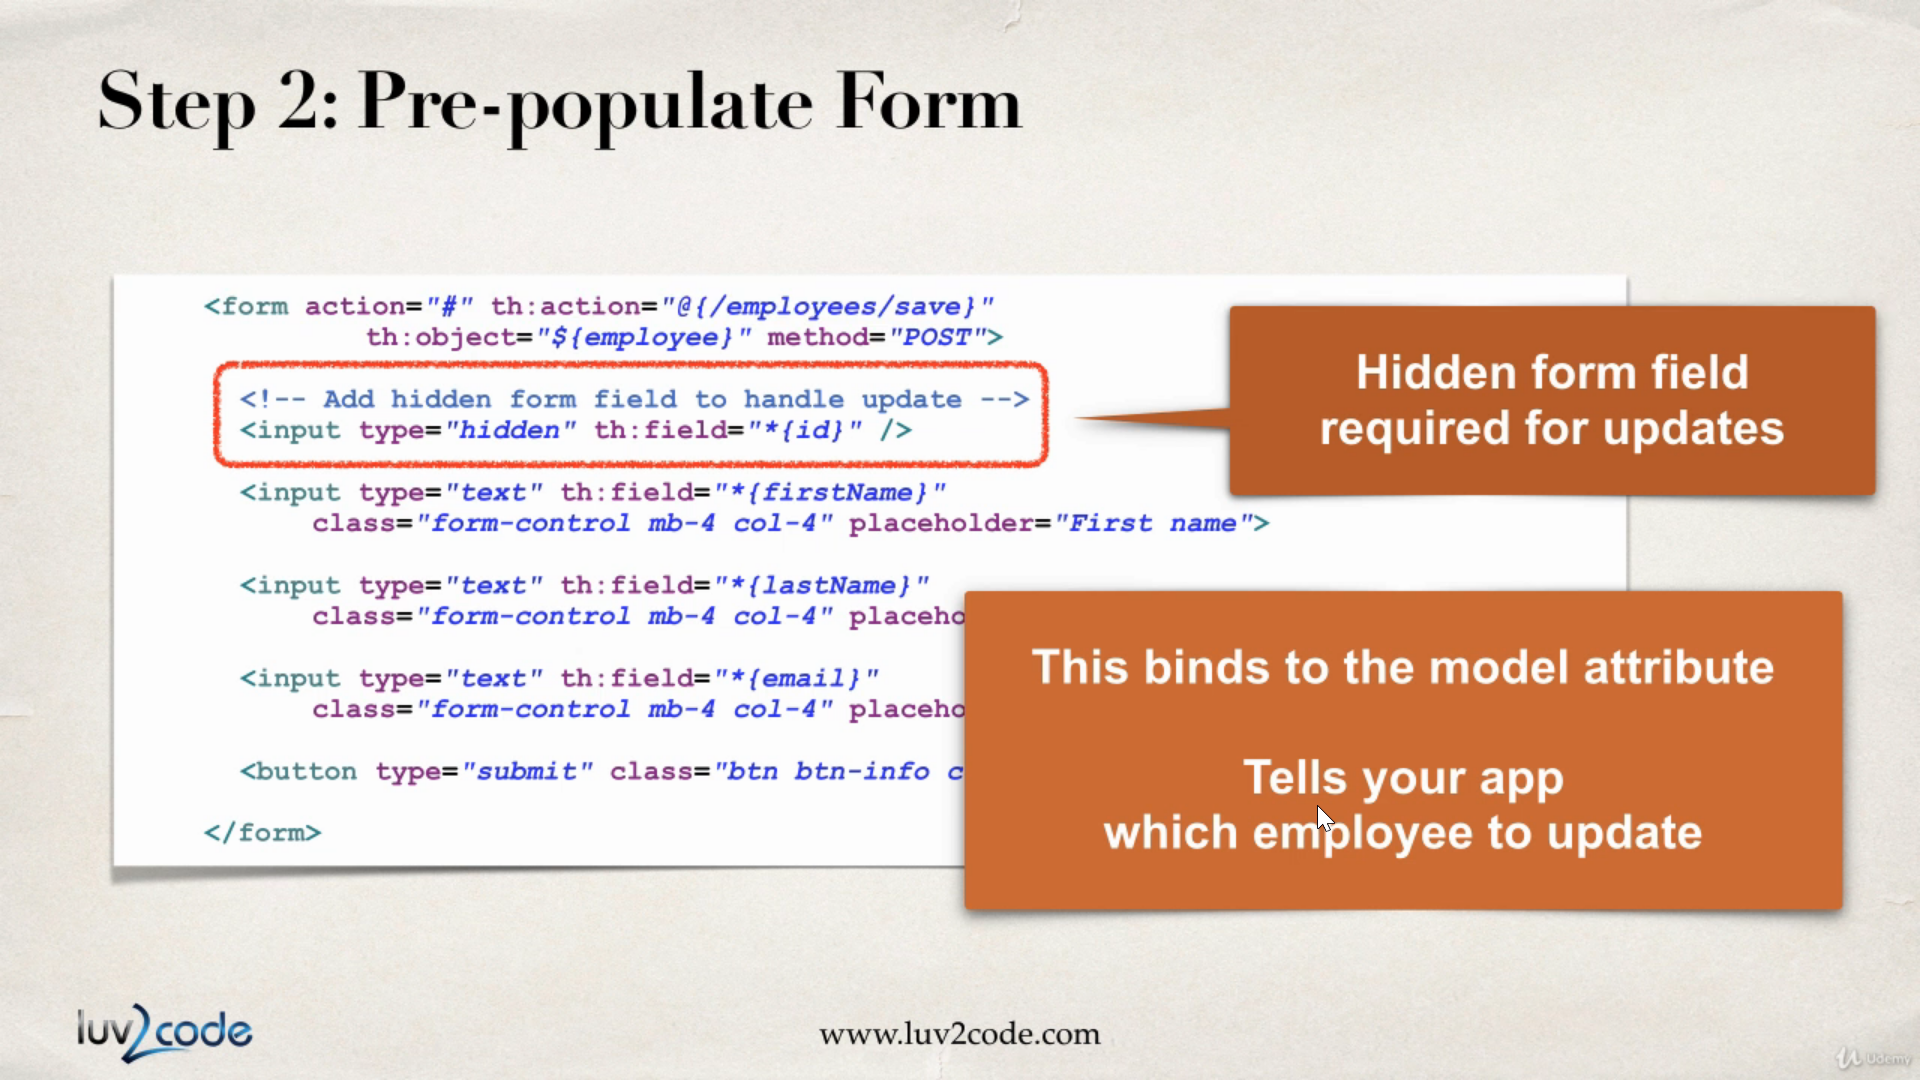 Step 2: Pre-populate Form
<form action="#" th:action="@{/employees/save}"
th:object="${employee}" method="POST">
<!-- Add hidden form field to handle update -->
<input type="hidden" th:field="*{id}" />
Hidden form field
required for updates
<input type="text" th:field="*{firstName}"
class="form-control mb-4 col-4" placeholder="First name">
<input type="text" th:field="*{lastName}"
class="form-control mb-4 col-4" placeho
<input type="text" th:field="*{email}"
class="form-control mb-4 col-4" placeho
<button type="submit" class="btn btn-info c
</form>
This binds to the model attribute
Tells your app
which employee to update
luv2code
www.luv2code.com
Udemy